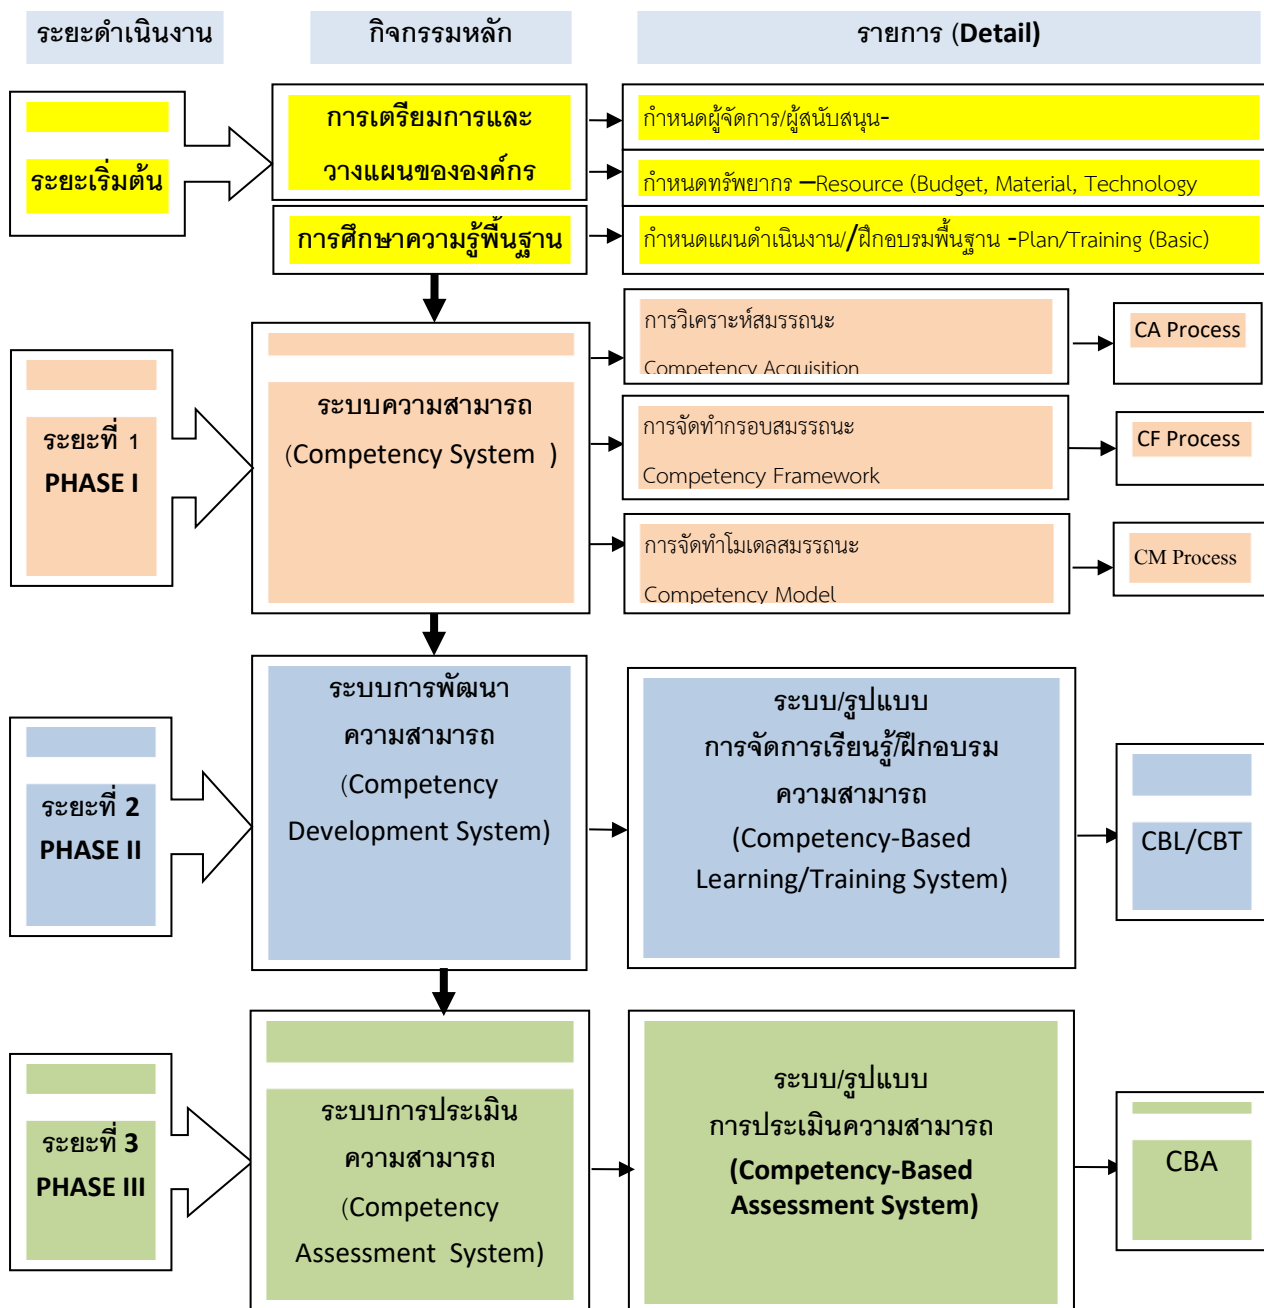 ระยะดำเนินงาน
กิจกรรมหลัก
รายการ (Detail)
ระยะเริ่มต้น
การเตรียมการและ
วางแผนขององค์กร
กำหนดผู้จัดการ/ผู้สนับสนุน-
กำหนดทรัพยากร –Resource (Budget, Material, Technology
การศึกษาความรู้พื้นฐาน
กำหนดแผนดำเนินงาน//ฝึกอบรมพื้นฐาน -Plan/Training (Basic)
ระยะที่ 1
PHASE I
ระบบความสามารถ
(Competency System )
การวิเคราะห์สมรรถนะ
Competency Acquisition
CA Process
การจัดทำกรอบสมรรถนะ
Competency Framework
CF Process
การจัดทำโมเดลสมรรถนะ
Competency Model
CM Process
ระยะที่ 2
PHASE II
ระบบการพัฒนา
ความสามารถ
(Competency
Development System)
ระบบ/รูปแบบ
การจัดการเรียนรู้/ฝึกอบรม
ความสามารถ
(Competency-Based
Learning/Training System)
CBL/CBT
ระยะที่ 3
PHASE III
ระบบการประเมิน
ความสามารถ
(Competency
Assessment System)
ระบบ/รูปแบบ
การประเมินความสามารถ
(Competency-Based
Assessment System)
CBA